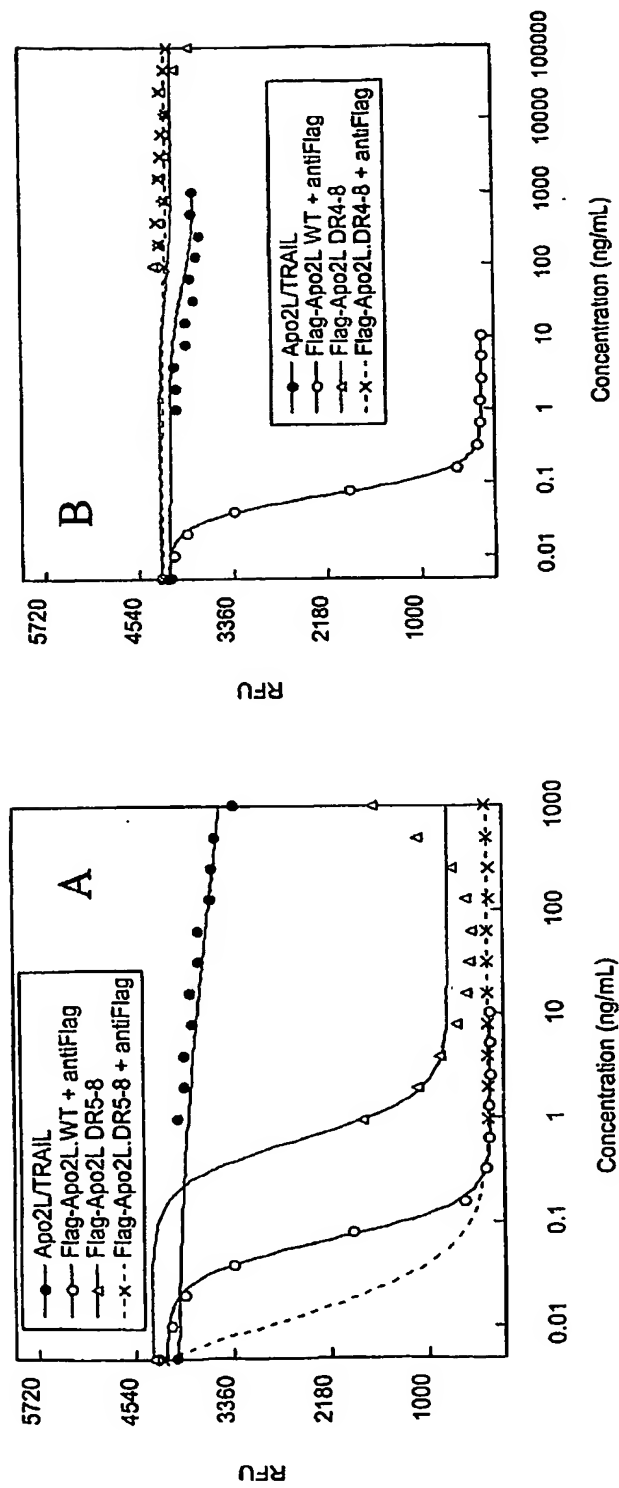 A
Apo2L/TRAIL
Flag-Apo2L.WT + antiFlag
Flag-Apo2L DR5-8
Flag-Apo2L.DR5-8 + antiFlag
RFU
5720
4540
3360
2180
1000
0.01
0.1
1
10
100
1000
Concentration (ng/mL)
B
Apo2L/TRAIL
Flag-Apo2L WT + antiFlag
Flag-Apo2L DR4-8
Flag-Apo2L.DR4-8 + antiFlag
RFU
5720
4540
3360
2180
1000
0.01
0.1
1
10
100
1000
10000
100000
Concentration (ng/mL)